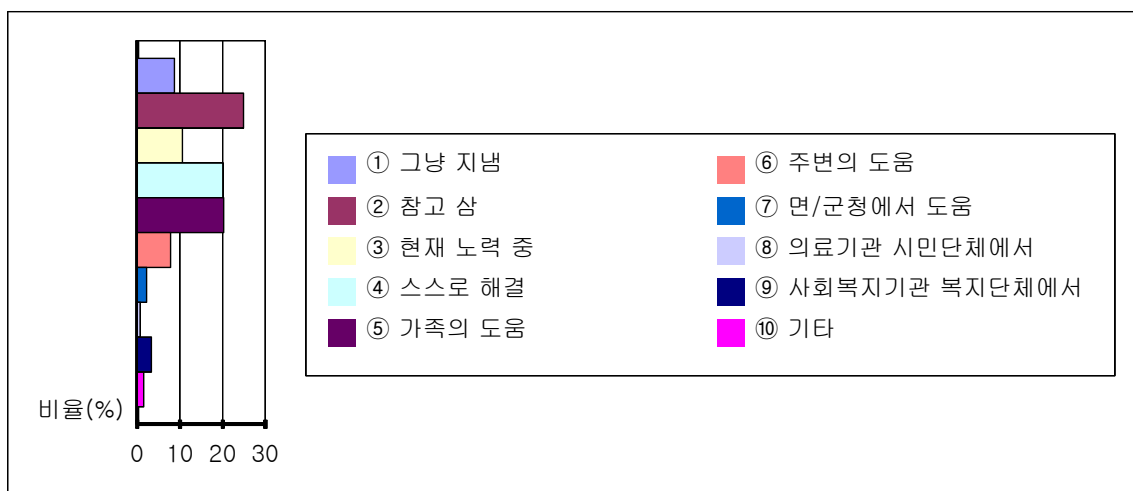 비율(%)
0 10 20 30
① 그냥 지냄
② 참고 삼
③ 현재 노력 중
④ 스스로 해결
⑤ 가족의 도움
⑥ 주변의 도움
⑦ 면/군청에서 도움
⑧ 의료기관 시민단체에서
⑨ 사회복지기관 복지단체에서
⑩ 기타